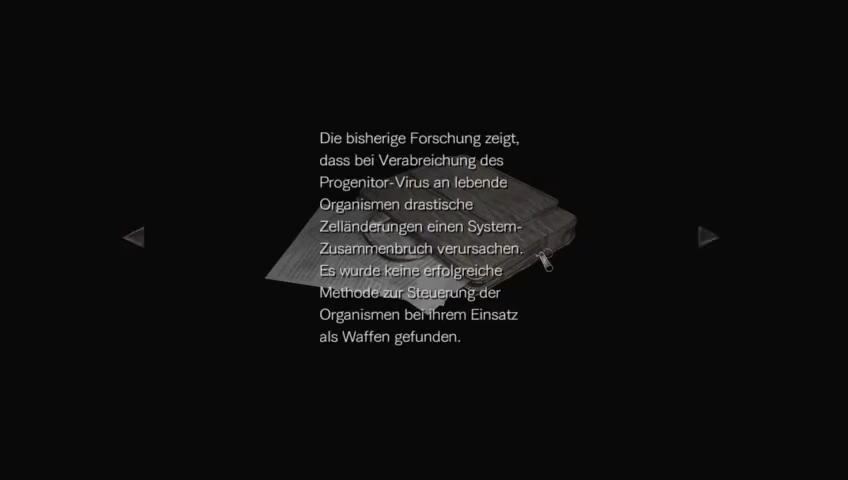 Die bisherige Forschung zeigt,
dass bei Verabreichung des
Progenitor-Virus an lebende
Organismen drastische
Zelländerungen einen System-
Zusammenbruch verursachen.
Es wurde keine erfolgreiche
Methode zur Steuerung der
Organismen bei ihrem Einsatz
als Waffen gefunden.